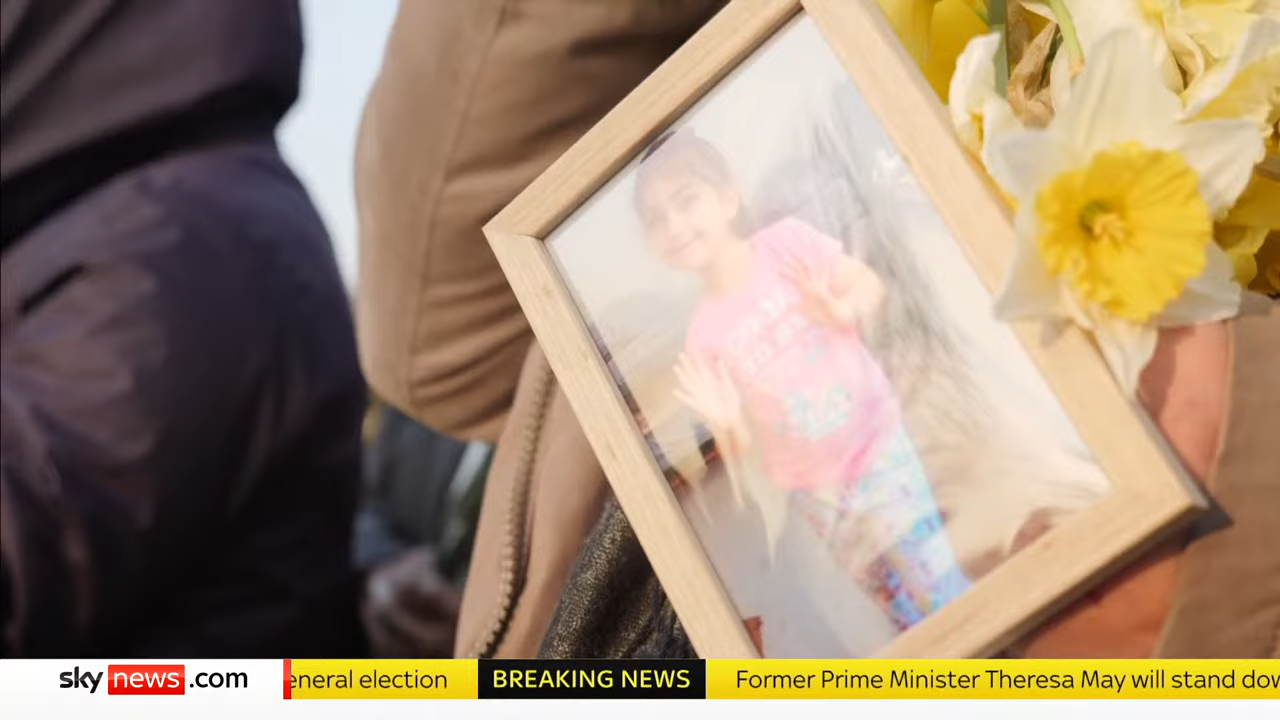 sky news .com
eneral election
BREAKING NEWS
Former Prime Minister Theresa May will stand dow